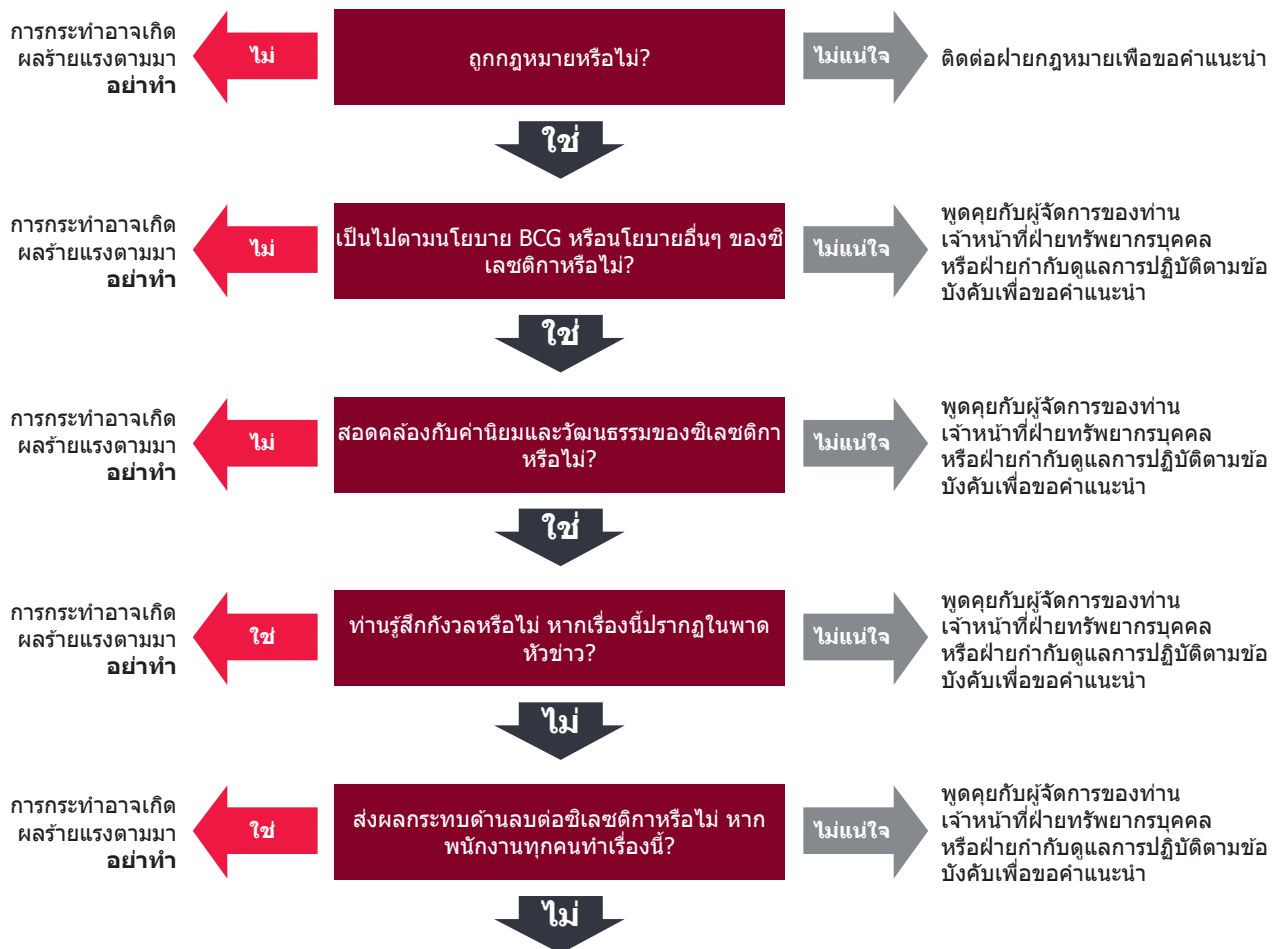 การกระทำอาจเกิด
ผลร้ายแรงตามมา
อย่าทำ
ไม่
ถูกกฎหมายหรือไม่?
ไม่แน่ใจ
ติดต่อฝ่ายกฎหมายเพื่อขอคำแนะนำ
ใช่
การกระทำอาจเกิด
ผลร้ายแรงตามมา
อย่าทำ
ไม่
เป็นไปตามนโยบาย BCG หรือนโยบายอื่นๆ ของซิ
เลซติกาหรือไม่?
ไม่แน่ใจ
พูดคุยกับผู้จัดการของท่าน
เจ้าหน้าที่ฝ่ายทรัพยากรบุคคล
หรือฝ่ายกำกับดูแลการปฏิบัติตามข้อ
บังคับเพื่อขอคำแนะนำ
ใช่
การกระทำอาจเกิด
ผลร้ายแรงตามมา
อย่าทำ
ไม่
สอดคล้องกับค่านิยมและวัฒนธรรมของซิเลซติกา
หรือไม่?
ไม่แน่ใจ
พูดคุยกับผู้จัดการของท่าน
เจ้าหน้าที่ฝ่ายทรัพยากรบุคคล
หรือฝ่ายกำกับดูแลการปฏิบัติตามข้อ
บังคับเพื่อขอคำแนะนำ
ใช่
การกระทำอาจเกิด
ผลร้ายแรงตามมา
อย่าทำ
ใช่
ท่านรู้สึกกังวลหรือไม่ หากเรื่องนี้ปรากฏในพาด
หัวข่าว?
ไม่แน่ใจ
พูดคุยกับผู้จัดการของท่าน
เจ้าหน้าที่ฝ่ายทรัพยากรบุคคล
หรือฝ่ายกำกับดูแลการปฏิบัติตามข้อ
บังคับเพื่อขอคำแนะนำ
ไม่
การกระทำอาจเกิด
ผลร้ายแรงตามมา
อย่าทำ
ใช่
ส่งผลกระทบด้านลบต่อซิเลซติกาหรือไม่ หาก
พนักงานทุกคนทำเรื่องนี้?
ไม่แน่ใจ
พูดคุยกับผู้จัดการของท่าน
เจ้าหน้าที่ฝ่ายทรัพยากรบุคคล
หรือฝ่ายกำกับดูแลการปฏิบัติตามข้อ
บังคับเพื่อขอคำแนะนำ
ไม่